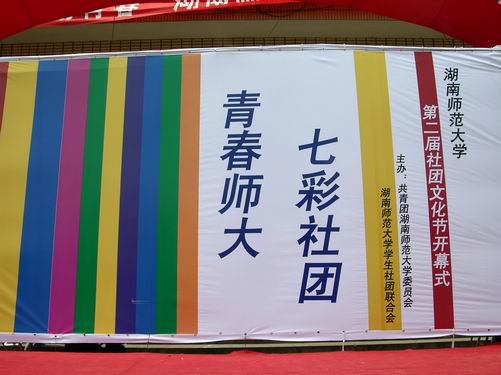 湖南师范大学
第二届社团文化节开幕式
主办：共青团湖南师范大学委员会
湖南师范大学学生社团联合会
青春师大
七彩社团